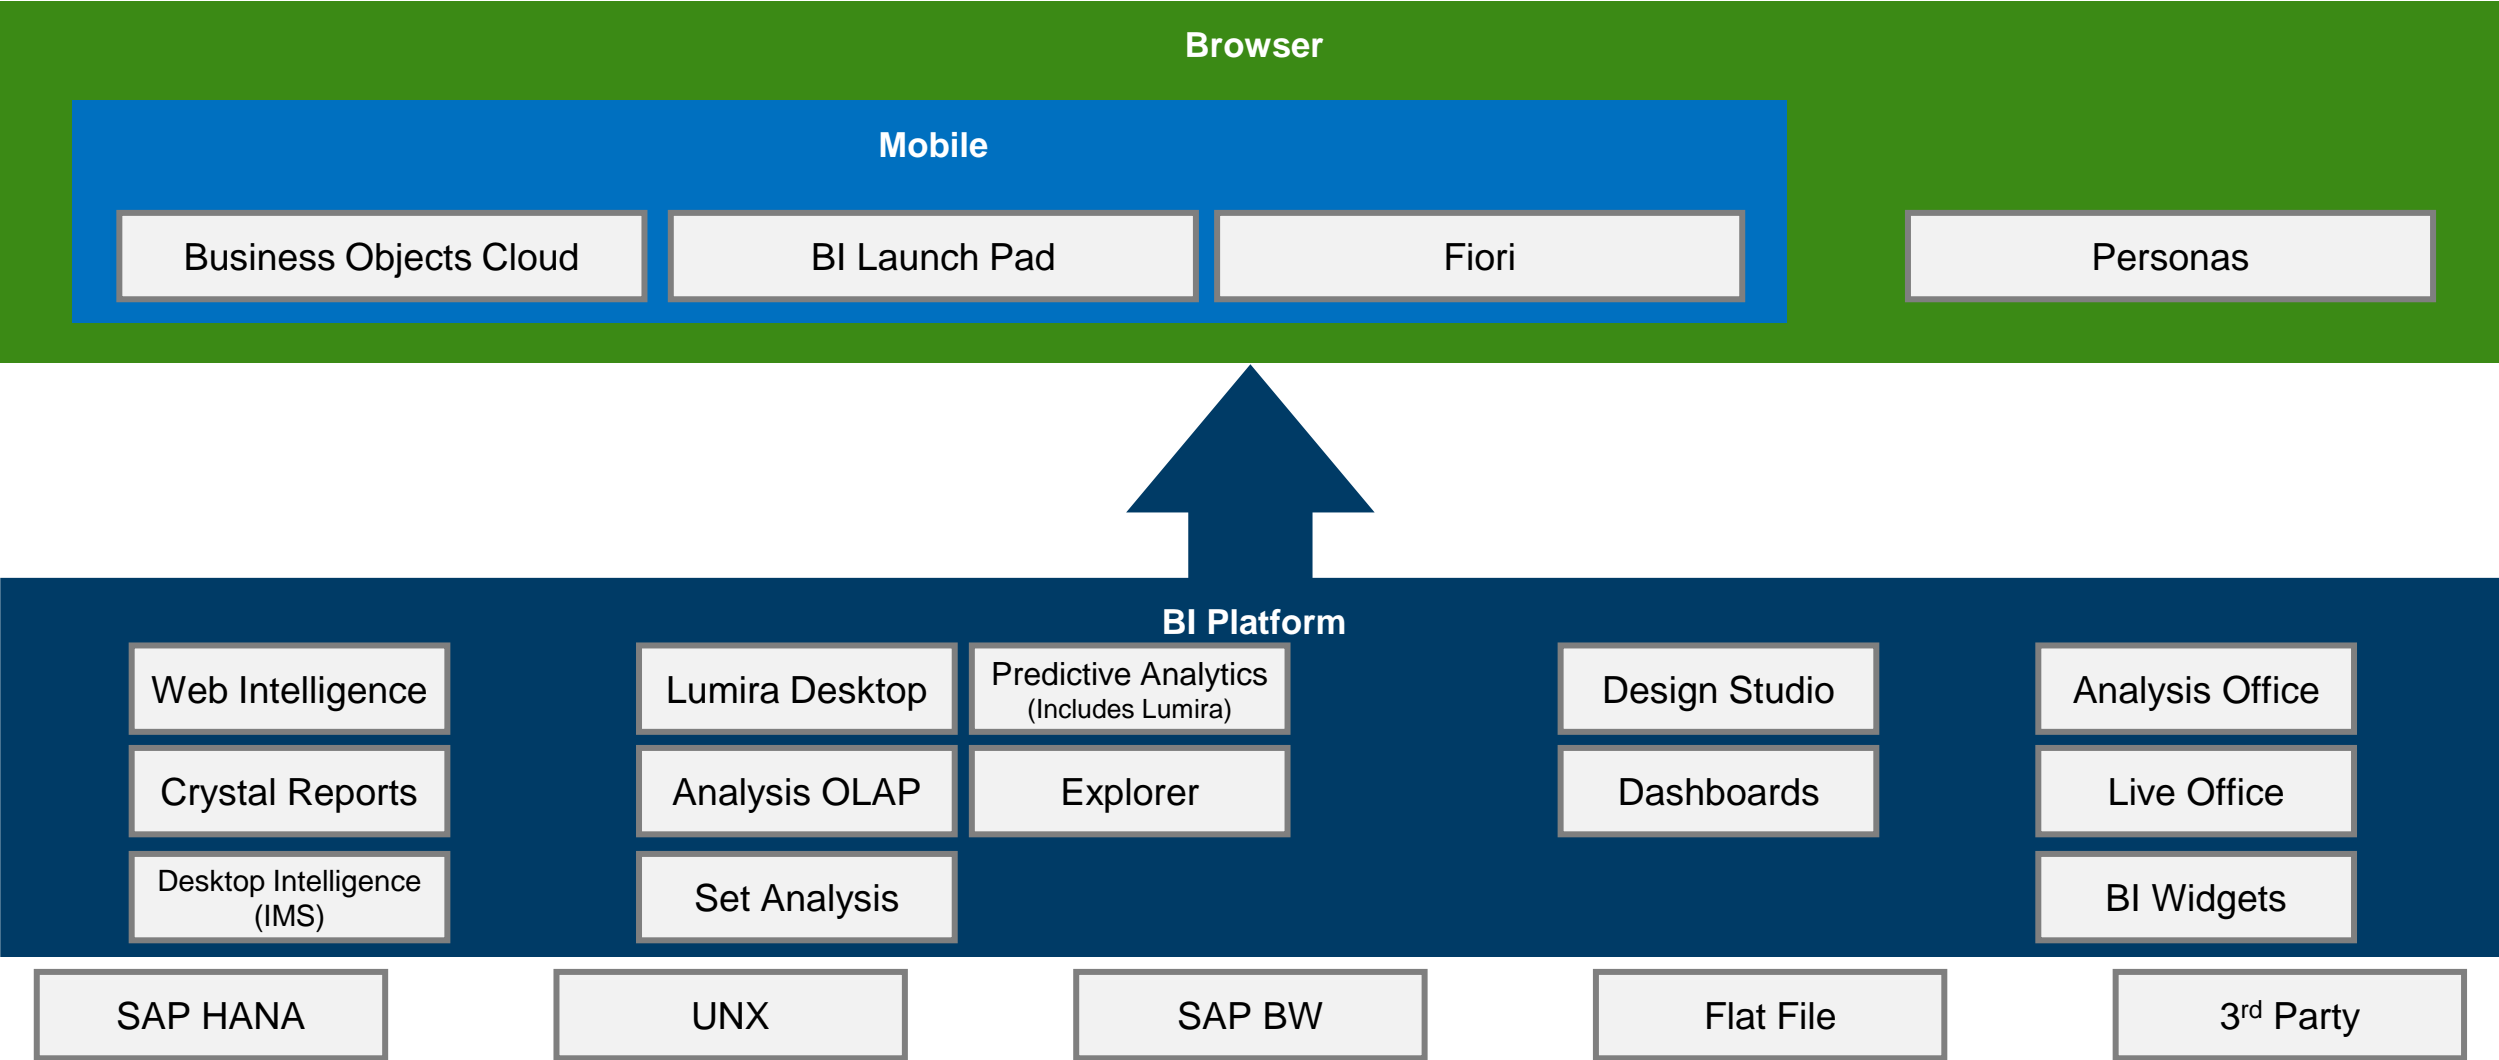 Browser
Mobile
Business Objects Cloud
BI Launch Pad
Fiori
Personas
BI Platform
Web Intelligence
Lumira Desktop
Predictive Analytics
(Includes Lumira)
Design Studio
Analysis Office
Crystal Reports
Analysis OLAP
Explorer
Dashboards
Live Office
Desktop Intelligence
(IMS)
Set Analysis
BI Widgets
SAP HANA
UNX
SAP BW
Flat File
3rd Party